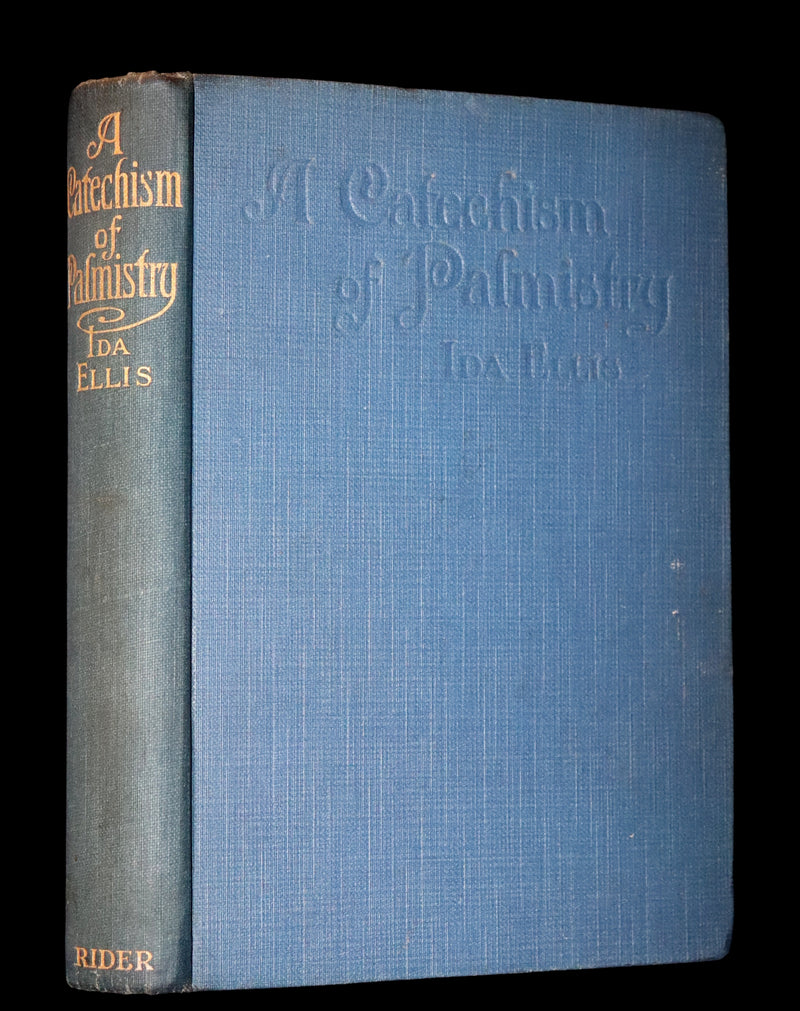 A
Catechism
of
Palmistry
IDA
ELLIS
RIDER
A Catechism
of Palmistry
IDA ELLIS